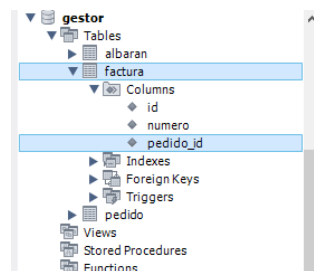 gestor
Tables
albaran
factura
Columns
id
numero
pedido_id
Indexes
Foreign Keys
Triggers
pedido
Views
Stored Procedures
Functions